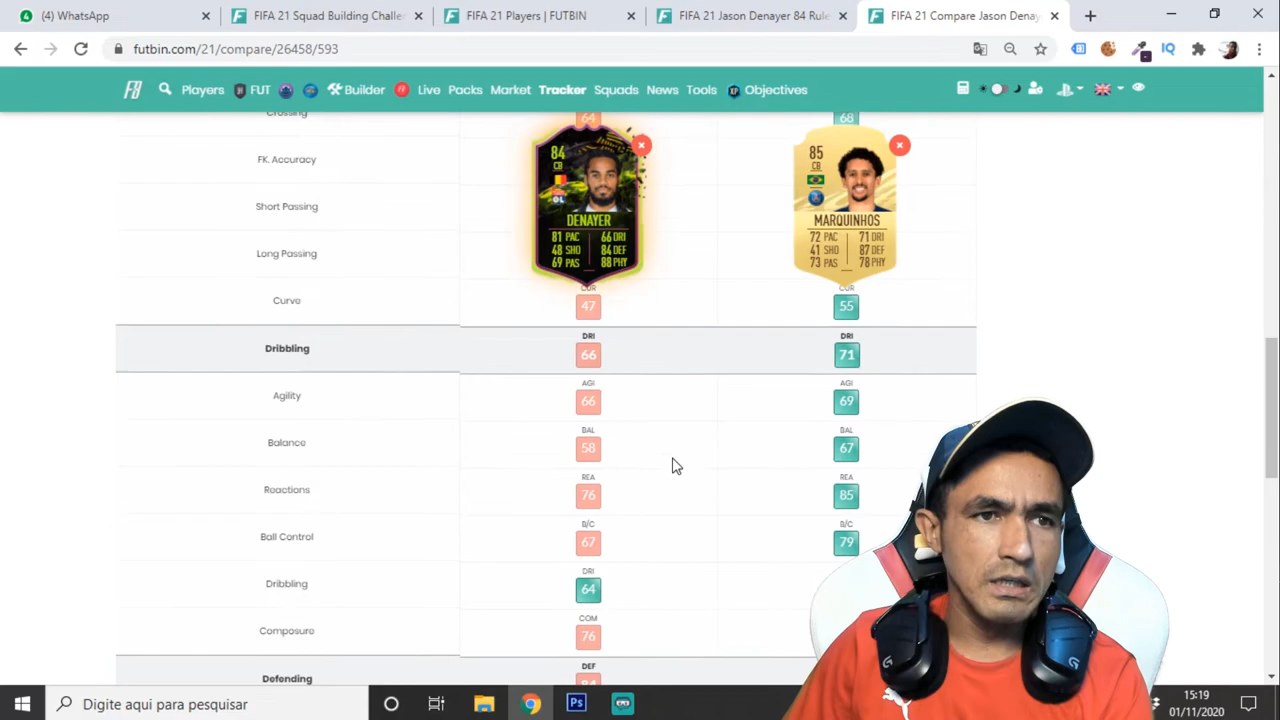 (4) WhatsApp
FIFA 21 Squad Building Challe
FIFA 21 Players | FUTBIN
FIFA 21 Jason Denayer 84 Rule
FIFA 21 Compare Jason Denay
futbin.com/21/compare/26458/593
IQ
Players FUT Builder Live Packs Market Tracker Squads News Tools XP Objectives
Crossing 64 68
FK. Accuracy
Short Passing
Long Passing
84 CB
DENAYER
81 PAC 66 DRI
48 SHO 84 DEF
69 PAS 88 PHY
85 CB
MARQUINHOS
72 PAC 71 DRI
41 SHO 87 DEF
73 PAS 78 PHY
CUR CUR
Curve 47 55
DRI DRI
Dribbling 66 71
AGI AGI
Agility 66 69
BAL BAL
Balance 58 67
REA REA
Reactions 76 85
B/C B/C
Ball Control 67 79
DRI
Dribbling 64
COM
Composure 76
DEF
Defending 84
Digite aqui para pesquisar
Ps
15:19
01/11/2020